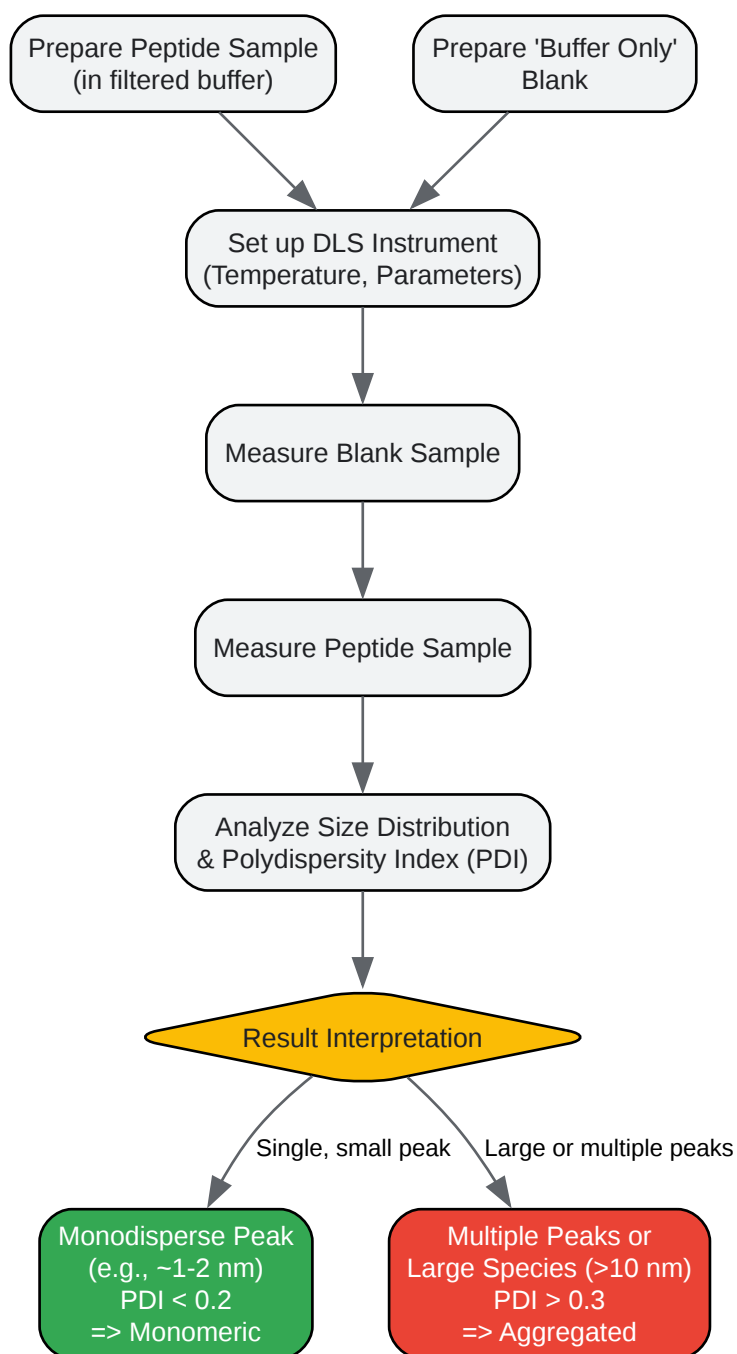 Prepare Peptide Sample
(in filtered buffer)
Prepare 'Buffer Only'
Blank
Set up DLS Instrument
(Temperature, Parameters)
Measure Blank Sample
Measure Peptide Sample
Analyze Size Distribution
& Polydispersity Index (PDI)
Result Interpretation
Single, small peak
Large or multiple peaks
Monodisperse Peak
(e.g., ~1-2 nm)
PDI < 0.2
=> Monomeric
Multiple Peaks or
Large Species (>10 nm)
PDI > 0.3
=> Aggregated